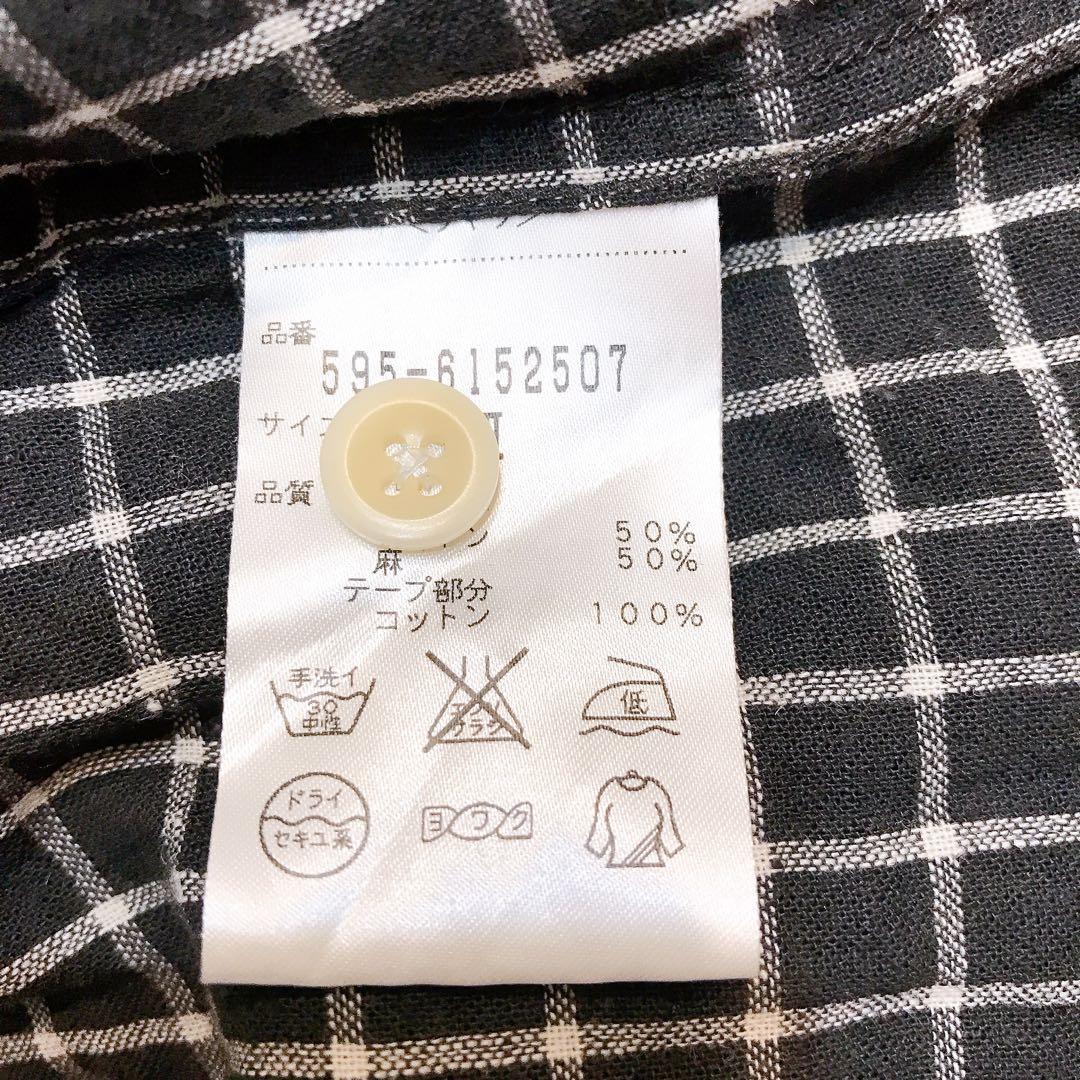 品番
595-6152507
サイ
品質
ン 50%
麻 50%
テープ部分
コットン 100%
手洗イ
30
中性
低
ドライ
セキユ系
ヨワク